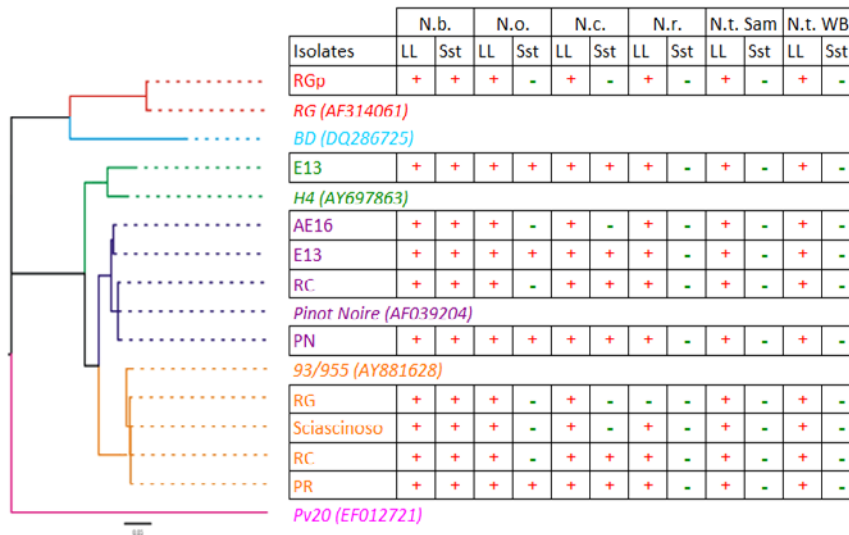 N.b. N.o. N.c. N.r. N.t. Sam N.t. WB
Isolates LL Sst LL Sst LL Sst LL Sst LL Sst LL Sst
RGp + + + - + - + - + - + -
RG (AF314061)
BD (DQ286725)
E13 + + + + + + + - + - + -
H4 (AY697863)
AE16 + + + - + - + - + - + -
E13 + + + + + + + - + - + -
RC + + + - + + + - + - + -
Pinot Noire (AF039204)
PN + + + + + + + - + - + -
93/955 (AY881628)
RG + + + - + - - - + - + -
Sciascinoso + + + - + - + - + - + -
RC + + + - + + + - + - + -
PR + + + + + + + - + - + -
Pv20 (EF012721)